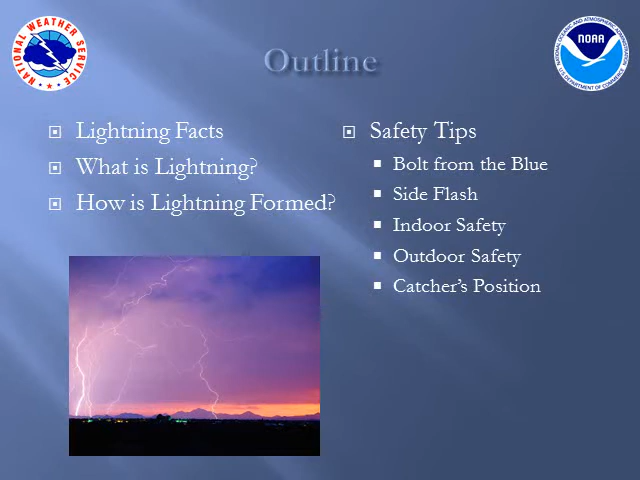 NATIONAL WEATHER SERVICE
Outline
NOAA
NATIONAL OCEANIC AND ATMOSPHERIC ADMINISTRATION
U.S. DEPARTMENT OF COMMERCE
Lightning Facts
What is Lightning?
How is Lightning Formed?
Safety Tips
Bolt from the Blue
Side Flash
Indoor Safety
Outdoor Safety
Catcher's Position